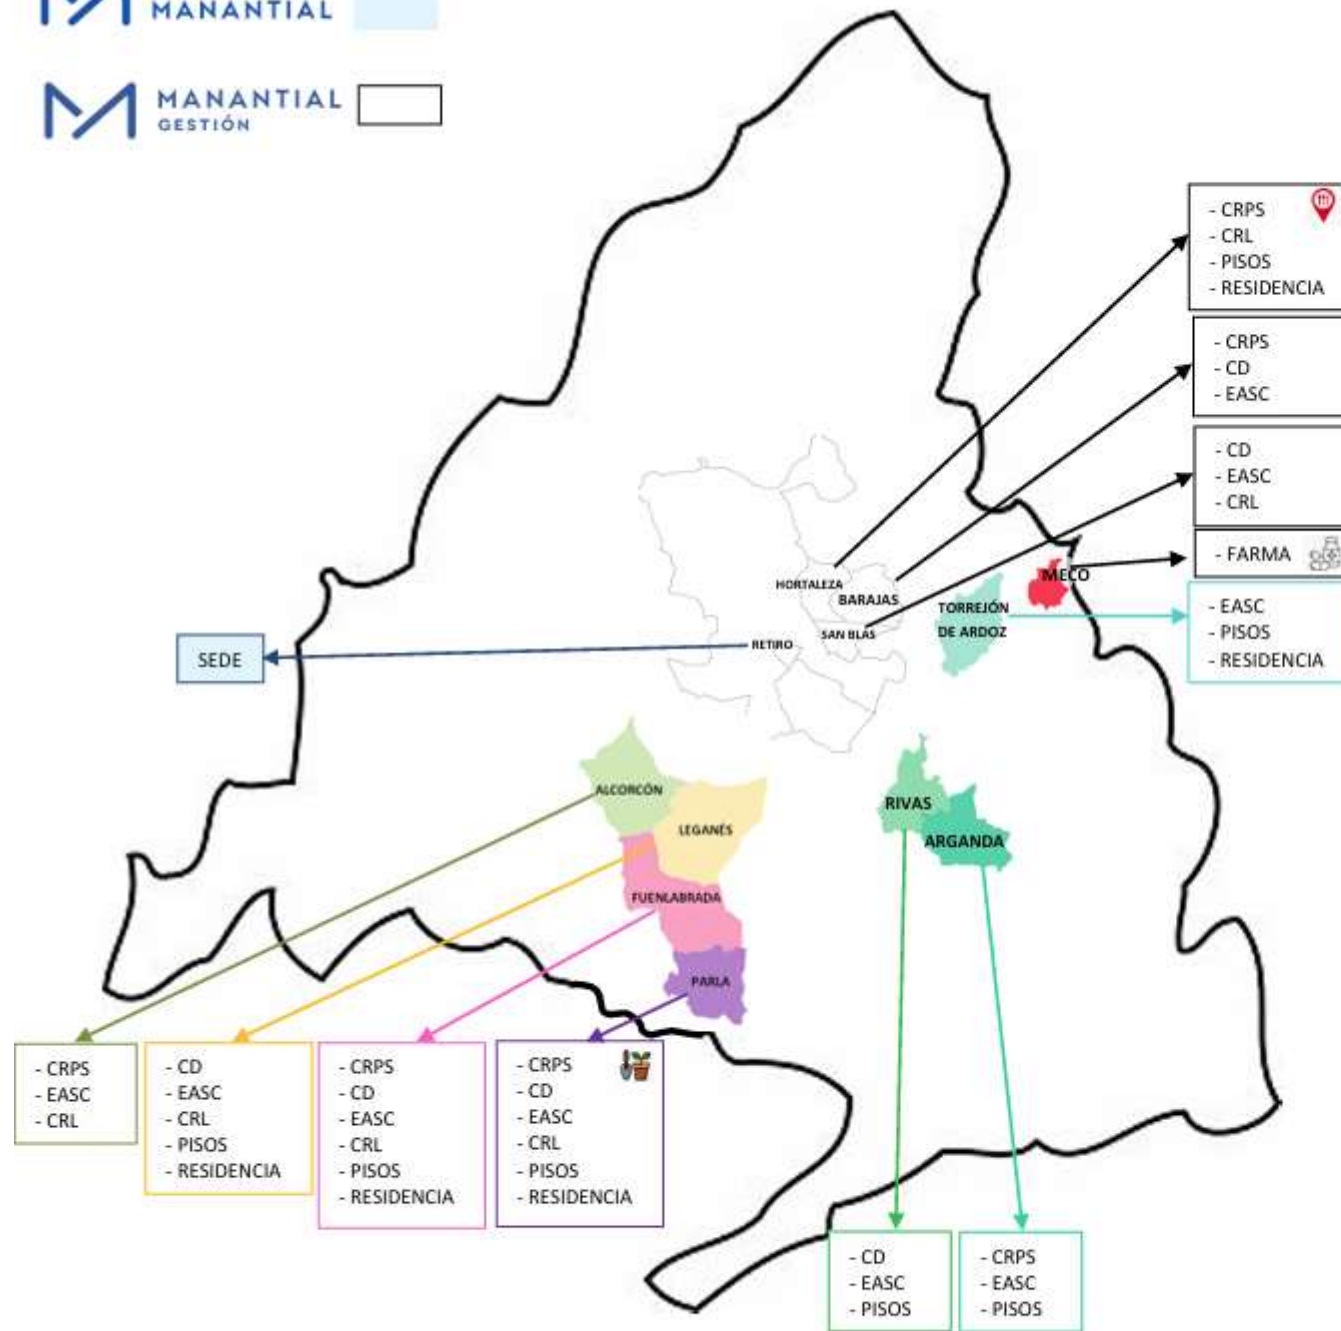 MANANTIAL
MANANTIAL
GESTIÓN
- CRPS
- CRL
- PISOS
- RESIDENCIA
- CRPS
- CD
- EASC
- CD
- EASC
- CRL
- FARMA
- EASC
- PISOS
- RESIDENCIA
HORTALEZA
BARAJAS
SAN BLAS
RETIRO
MECO
TORREJÓN
DE ARDOZ
SEDE
ALCORCÓN
LEGANÉS
FUENLABRADA
PARLA
RIVAS
ARGANDA
- CRPS
- EASC
- CRL
- CD
- EASC
- CRL
- PISOS
- RESIDENCIA
- CRPS
- CD
- EASC
- CRL
- PISOS
- RESIDENCIA
- CRPS
- CD
- EASC
- CRL
- PISOS
- RESIDENCIA
- CD
- EASC
- PISOS
- CRPS
- EASC
- PISOS